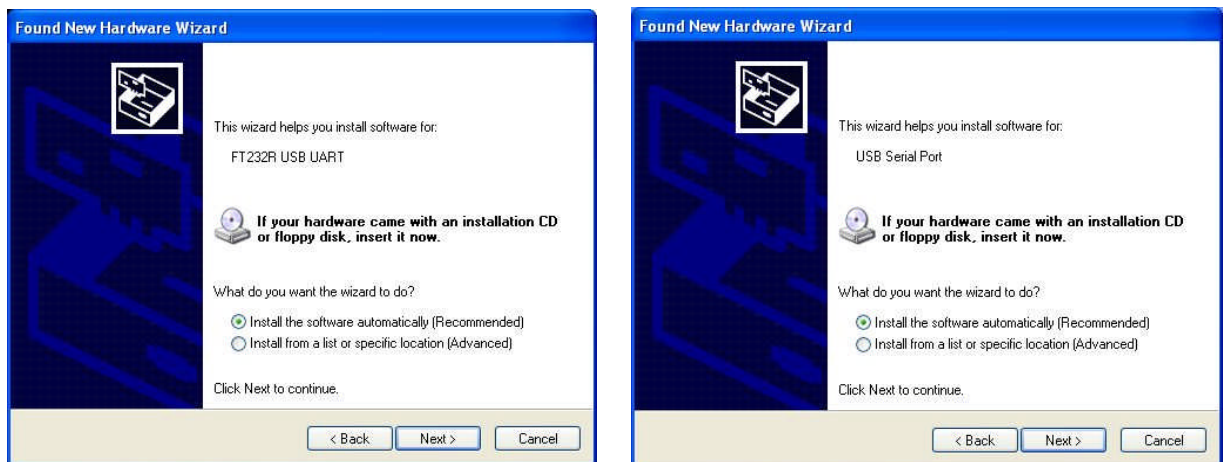 Found New Hardware Wizard
This wizard helps you install software for:
FT232R USB UART
If your hardware came with an installation CD
or floppy disk, insert it now.
What do you want the wizard to do?
Install the software automatically (Recommended)
Install from a list or specific location (Advanced)
Click Next to continue.
< Back
Next >
Cancel
Found New Hardware Wizard
This wizard helps you install software for:
USB Serial Port
If your hardware came with an installation CD
or floppy disk, insert it now.
What do you want the wizard to do?
Install the software automatically (Recommended)
Install from a list or specific location (Advanced)
Click Next to continue.
< Back
Next >
Cancel